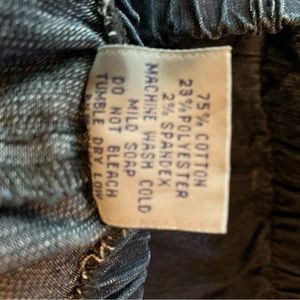 75% COTTON
23% POLYESTER
2% SPANDEX
MACHINE WASH COLD
MILD SOAP
DO NOT BLEACH
TUMBLE DRY LOW